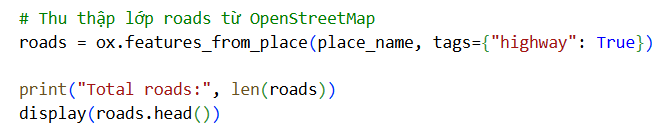 # Thu thập lớp roads từ OpenStreetMap
roads = ox.features_from_place(place_name, tags={"highway": True})
print("Total roads:", len(roads))
display(roads.head())